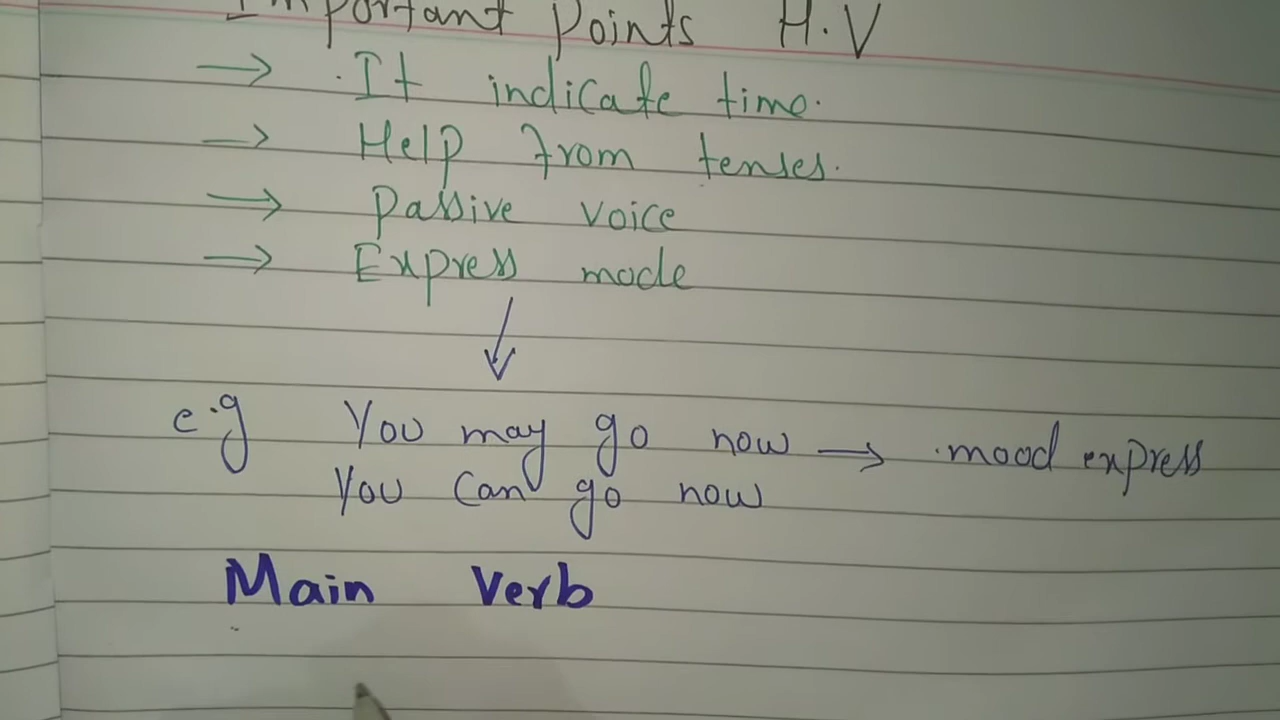 Important Points H.V
→ It indicate time.
→ Help from tenses.
→ Passive voice
→ Express mode
e.g You may go now → mood express
You can go now
Main Verb